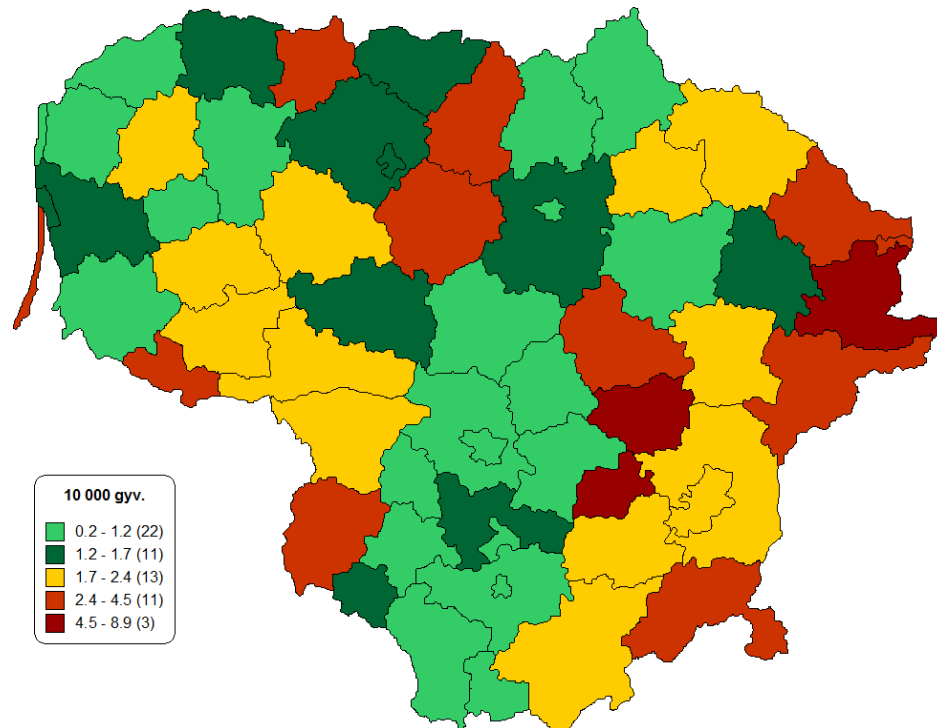 10 000 gyv.
0.2 - 1.2 (22)
1.2 - 1.7 (11)
1.7 - 2.4 (13)
2.4 - 4.5 (11)
4.5 - 8.9 (3)